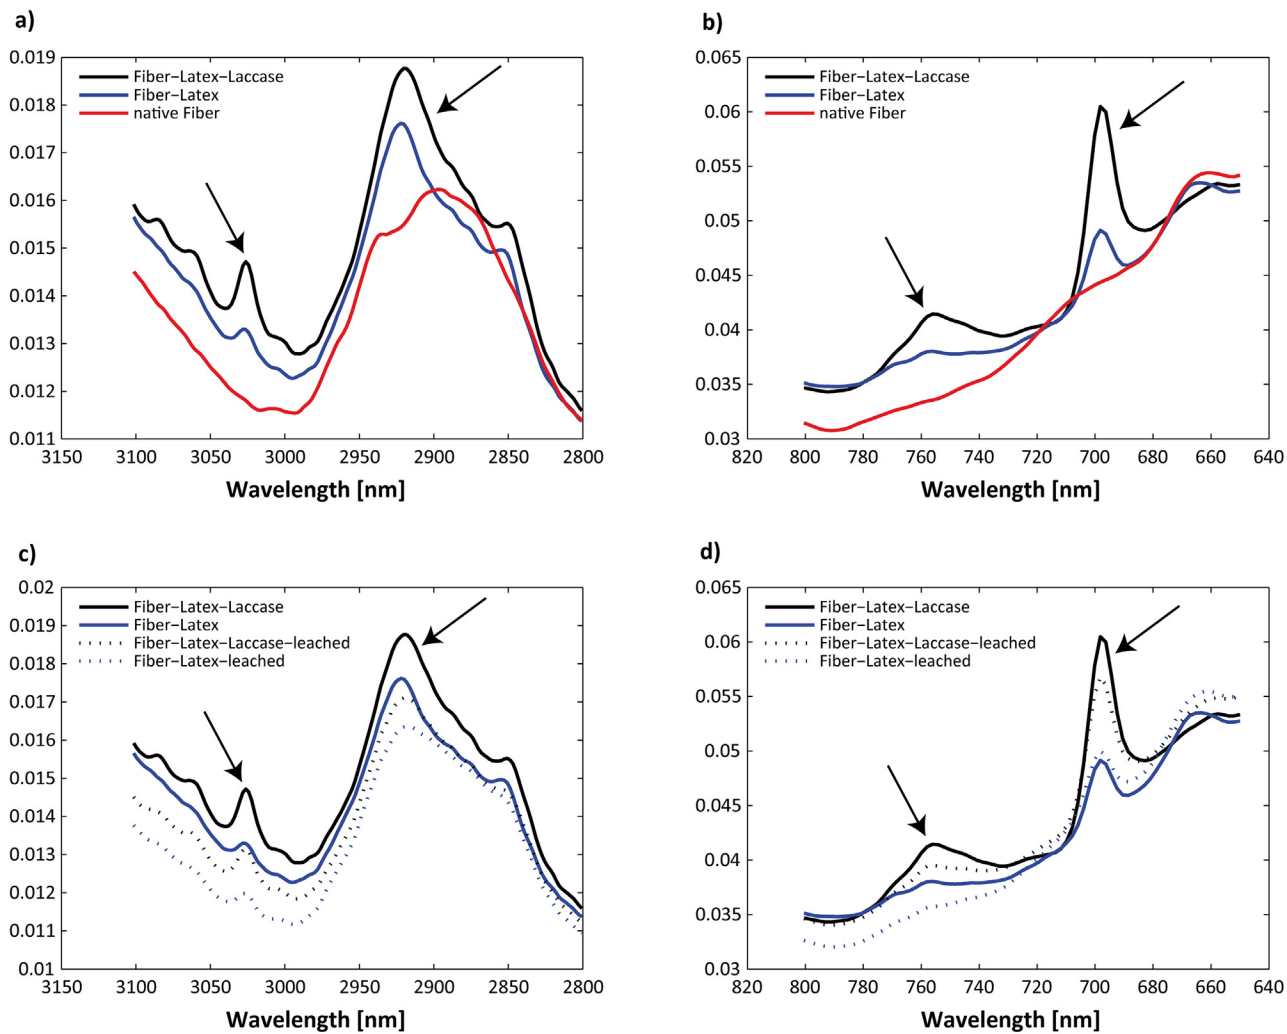 a)
0.019
0.018
0.017
0.016
0.015
0.014
0.013
0.012
0.011
Fiber–Latex–Laccase
Fiber–Latex
native Fiber
3150 3100 3050 3000 2950 2900 2850 2800
Wavelength [nm]
b)
0.065
0.06
0.055
0.05
0.045
0.04
0.035
0.03
Fiber–Latex–Laccase
Fiber–Latex
native Fiber
820 800 780 760 740 720 700 680 660 640
Wavelength [nm]
c)
0.02
0.019
0.018
0.017
0.016
0.015
0.014
0.013
0.012
0.011
0.01
Fiber–Latex–Laccase
Fiber–Latex
Fiber–Latex–Laccase–leached
Fiber–Latex–leached
3150 3100 3050 3000 2950 2900 2850 2800
Wavelength [nm]
d)
0.065
0.06
0.055
0.05
0.045
0.04
0.035
0.03
Fiber–Latex–Laccase
Fiber–Latex
Fiber–Latex–Laccase–leached
Fiber–Latex–leached
820 800 780 760 740 720 700 680 660 640
Wavelength [nm]